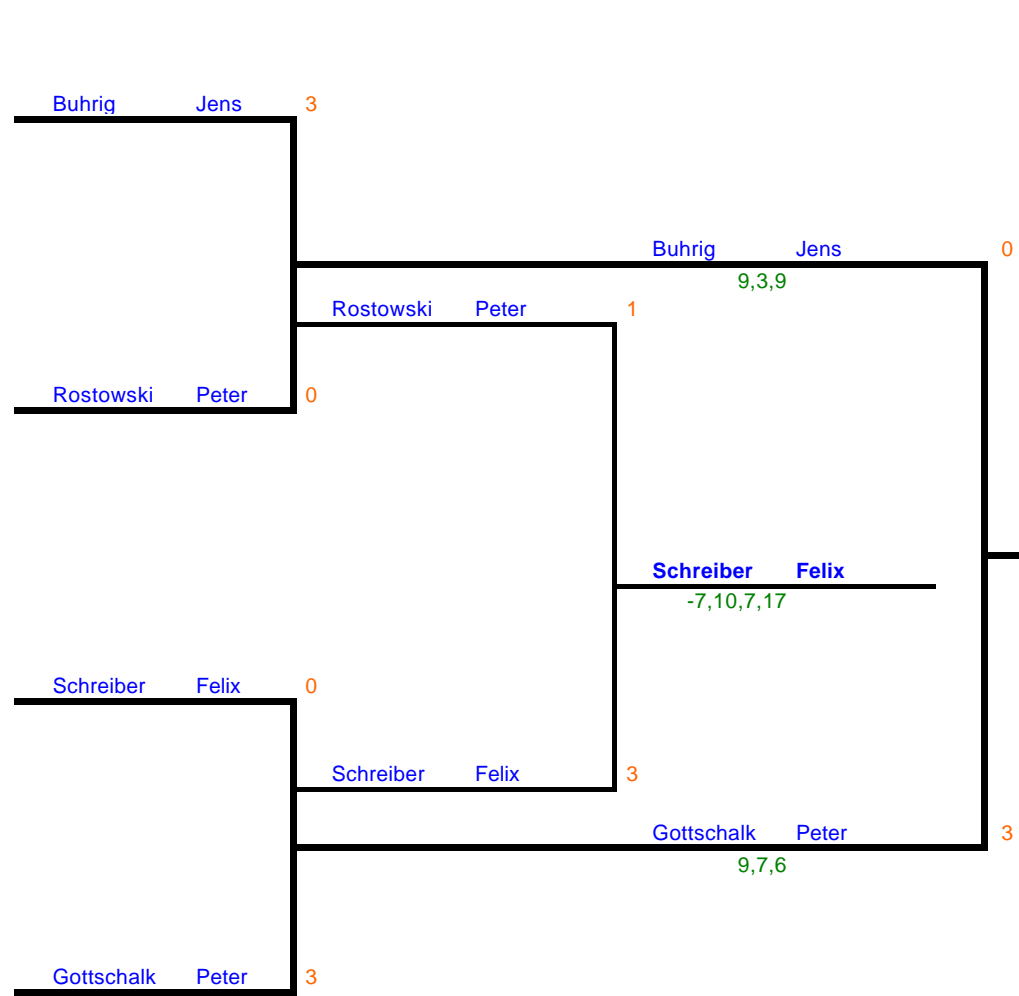 Buhrig Jens 3
Buhrig Jens 0
9,3,9
Rostowski Peter 1
Rostowski Peter 0
Schreiber Felix
-7,10,7,17
Schreiber Felix 0
Schreiber Felix 3
Gottschalk Peter 3
9,7,6
Gottschalk Peter 3